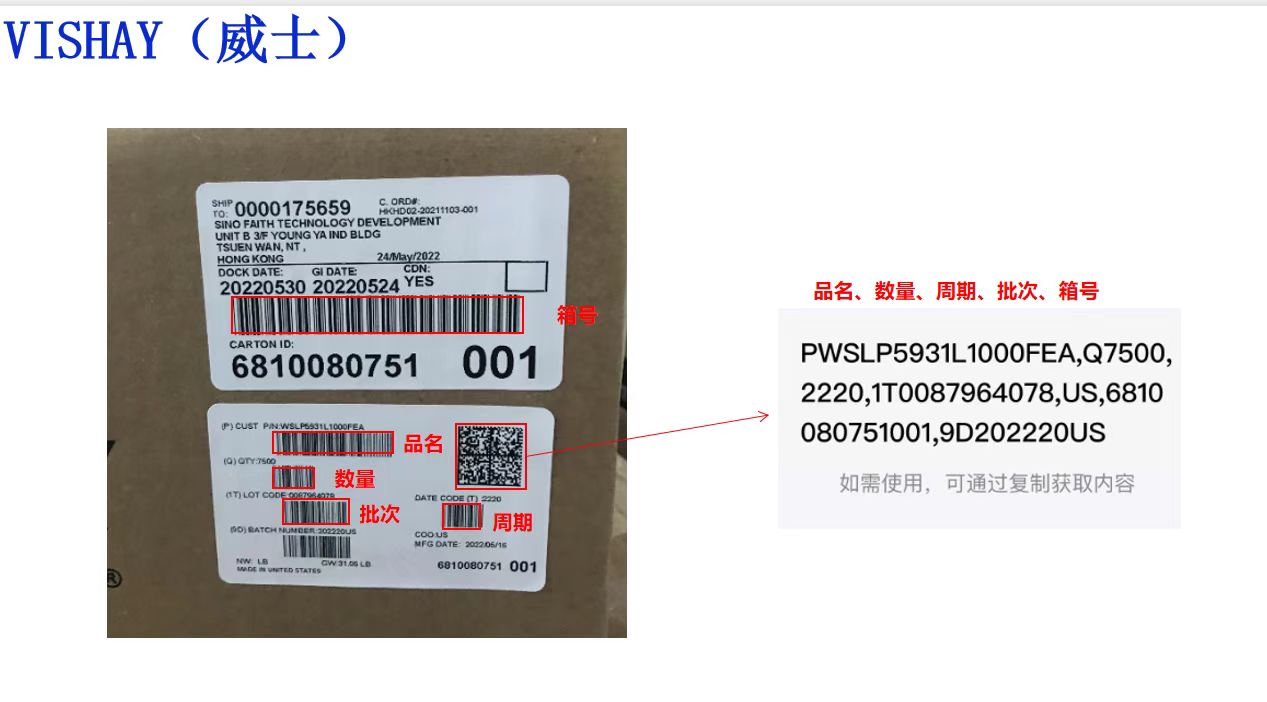 VISHAY（威士）
SHIP TO: 0000175659
C. ORD#:
HKHD02-20211103-001
SINO FAITH TECHNOLOGY DEVELOPMENT
UNIT B 3/F YOUNG YA IND BLDG
TSUEN WAN, NT ,
HONG KONG
24/May/2022
DOCK DATE: GI DATE: CDN:
20220530 20220524 YES
箱号
CARTON ID:
6810080751 001
(P) CUST P/N:WSLP5931L1000FEA
品名
(Q) QTY:7500
数量
(1T) LOT CODE:0087964078
DATE CODE (T) :2220
批次
周期
(9D) BATCH NUMBER:202220US
COO:US
MFG DATE: 2022/05/16
NW: LB GW:31.06 LB
MADE IN UNITED STATES
6810080751 001
®
品名、数量、周期、批次、箱号
PWSLP5931L1000FEA,Q7500,
2220,1T0087964078,US,6810
080751001,9D202220US
如需使用，可通过复制获取内容